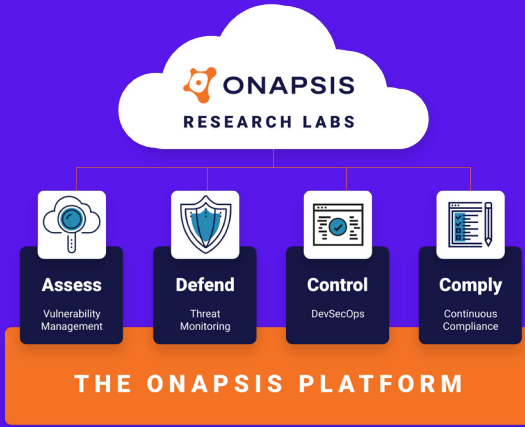 ONAPSIS
RESEARCH LABS
Assess
Vulnerability
Management
Defend
Threat
Monitoring
Control
DevSecOps
Comply
Continuous
Compliance
THE ONAPSIS PLATFORM